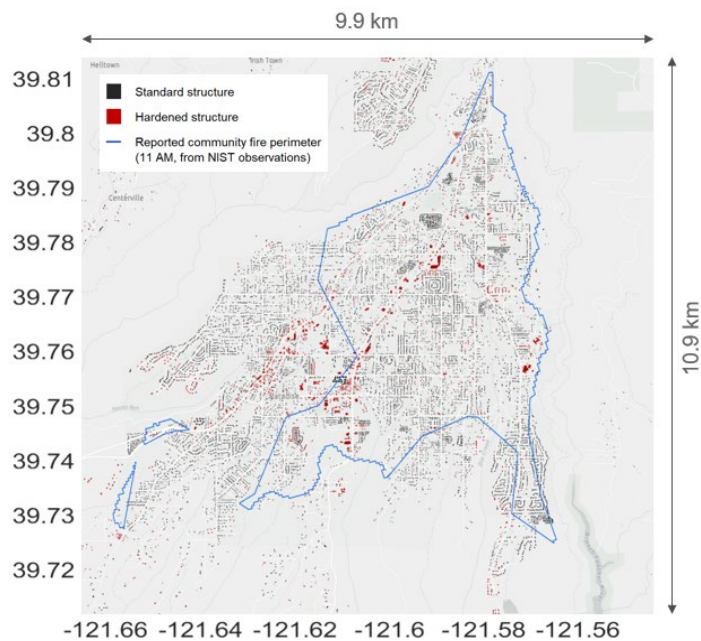 9.9 km
Helltown
Irish Town
39.81
Standard structure
Hardened structure
39.8
Reported community fire perimeter
(11 AM, from NIST observations)
39.79
Centerville
39.78
39.77
10.9 km
39.76
39.75
39.74
39.73
39.72
-121.66 -121.64 -121.62 -121.6 -121.58 -121.56